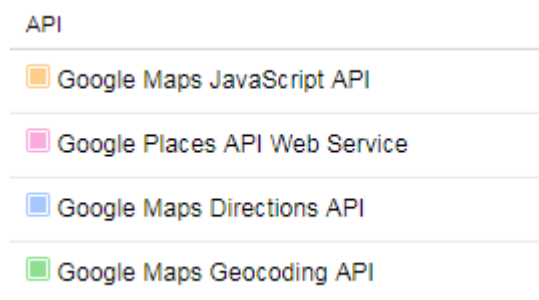 API
Google Maps JavaScript API
Google Places API Web Service
Google Maps Directions API
Google Maps Geocoding API